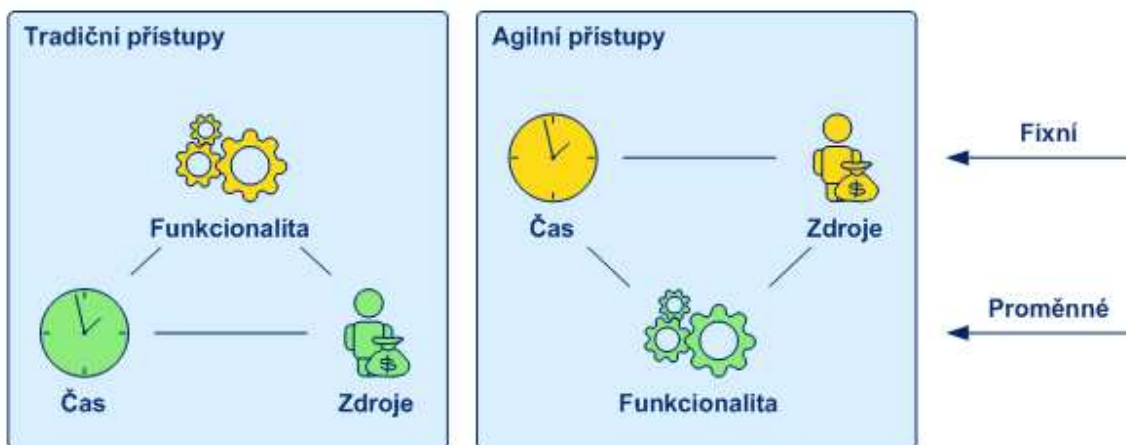 Tradiční přístupy
Funkcionalita
Čas
Zdroje
Agilní přístupy
Čas
Zdroje
Funkcionalita
Fixní
Proměnné